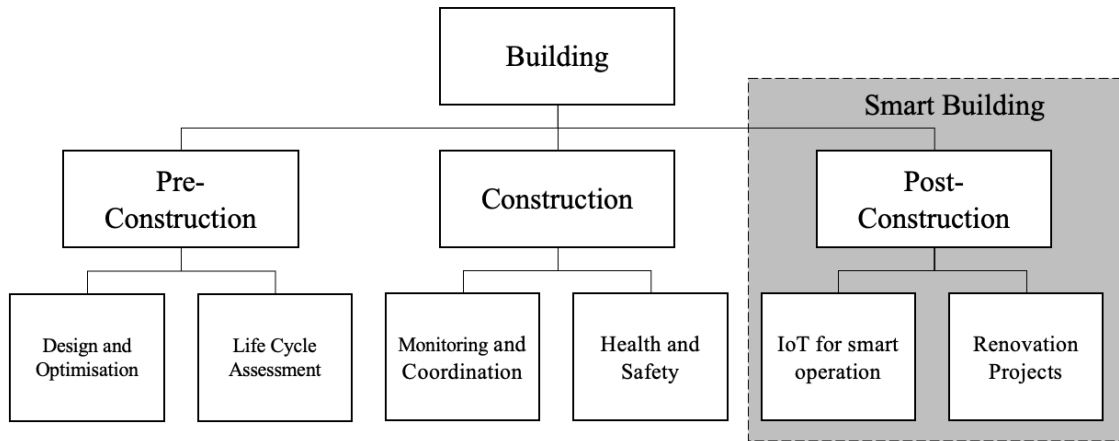 Building
Smart Building
Pre-
Construction
Construction
Post-
Construction
Design and
Optimisation
Life Cycle
Assessment
Monitoring and
Coordination
Health and
Safety
IoT for smart
operation
Renovation
Projects